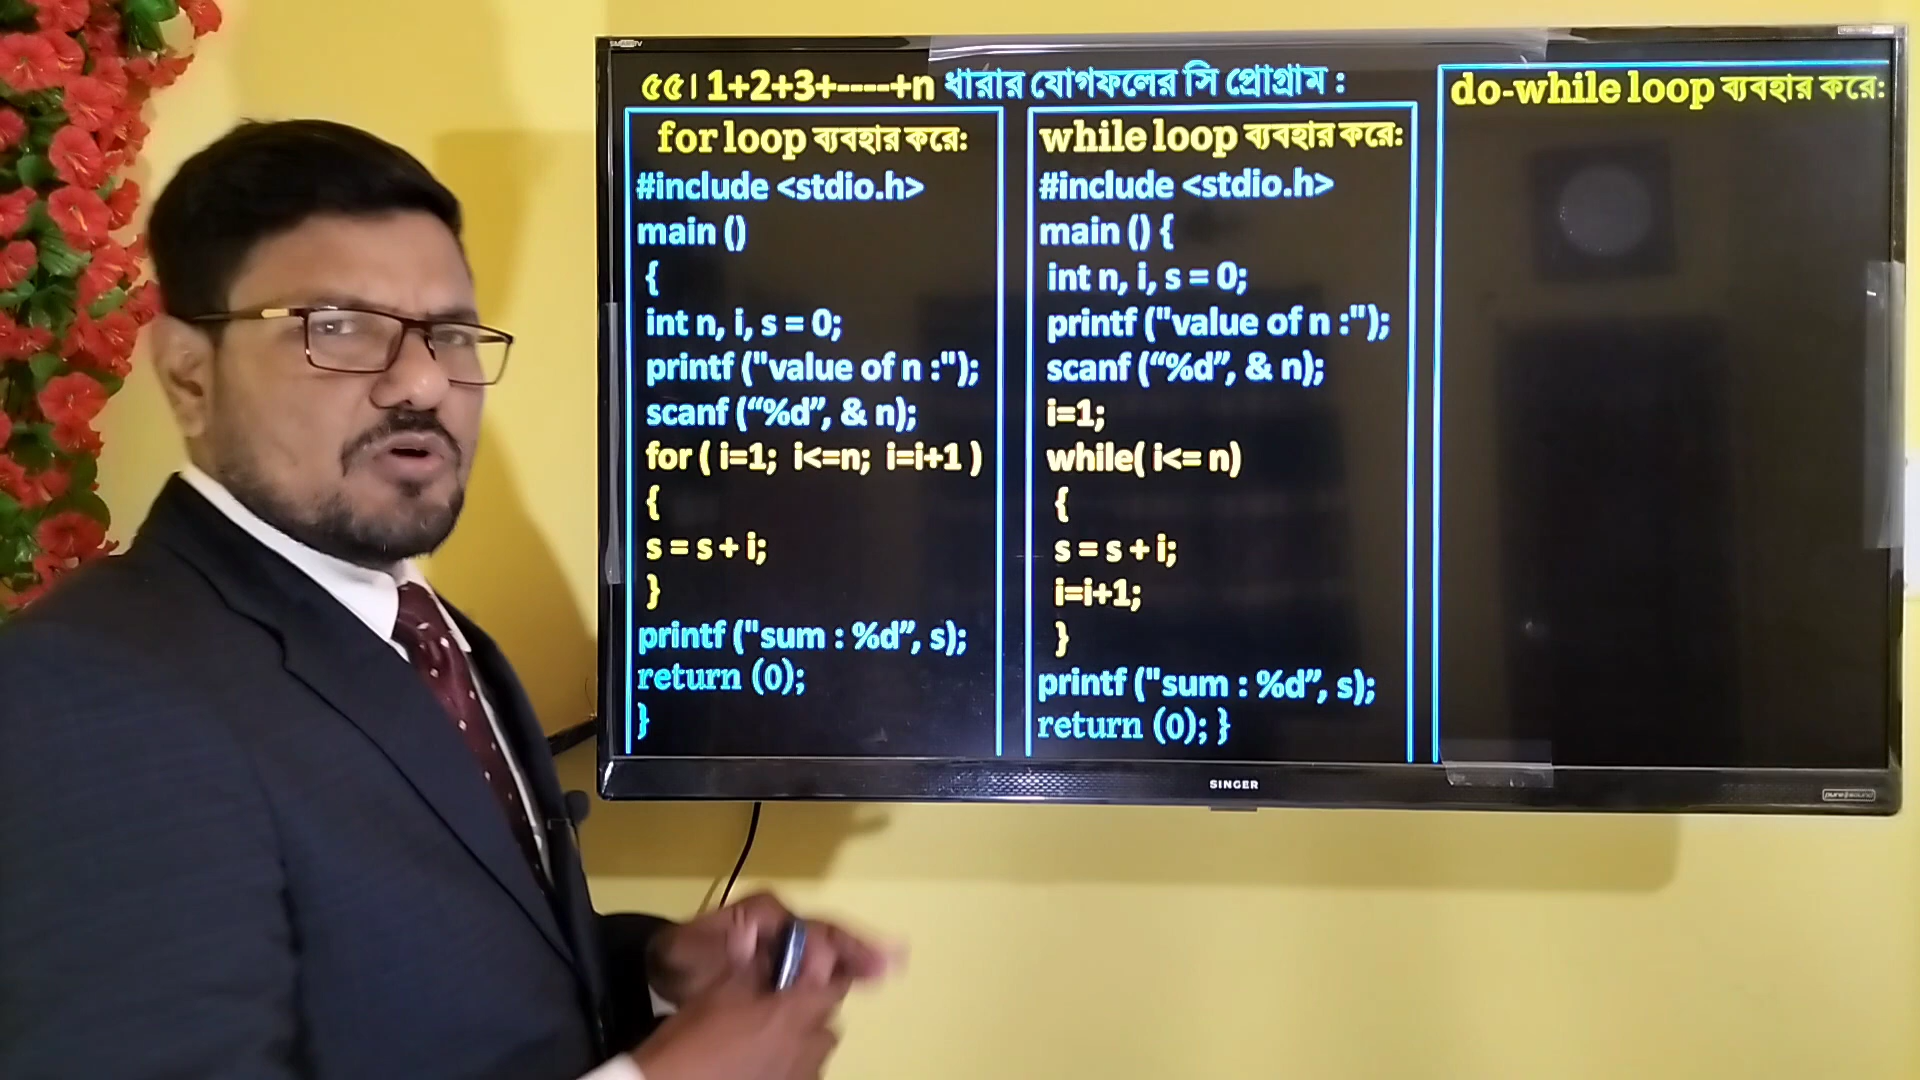 ৫৫। 1+2+3+----+n ধারার যোগফলের সি প্রোগ্রাম :
for loop ব্যবহার করে:
#include <stdio.h>
main ()
{
int n, i, s = 0;
printf ("value of n :");
scanf (“%d”, & n);
for ( i=1; i<=n; i=i+1 )
{
s = s + i;
}
printf ("sum : %d”, s);
return (0);
}
while loop ব্যবহার করে:
#include <stdio.h>
main () {
int n, i, s = 0;
printf ("value of n :");
scanf (“%d”, & n);
i=1;
while( i<= n)
{
s = s + i;
i=i+1;
}
printf ("sum : %d”, s);
return (0); }
do-while loop ব্যবহার করে:
SINGER